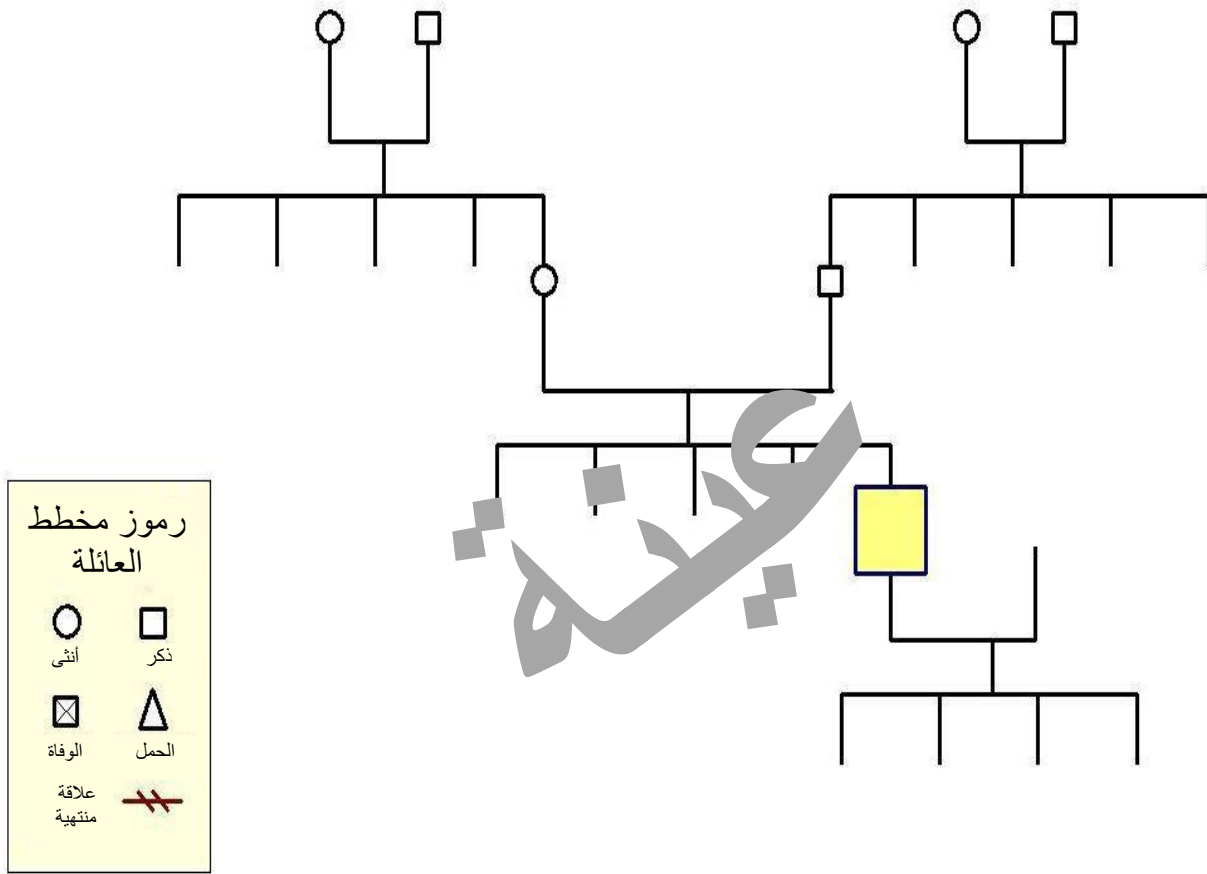 عينة
رموز مخطط
العائلة
أنثى
ذكر
الوفاة
الحمل
علاقة
منتهية